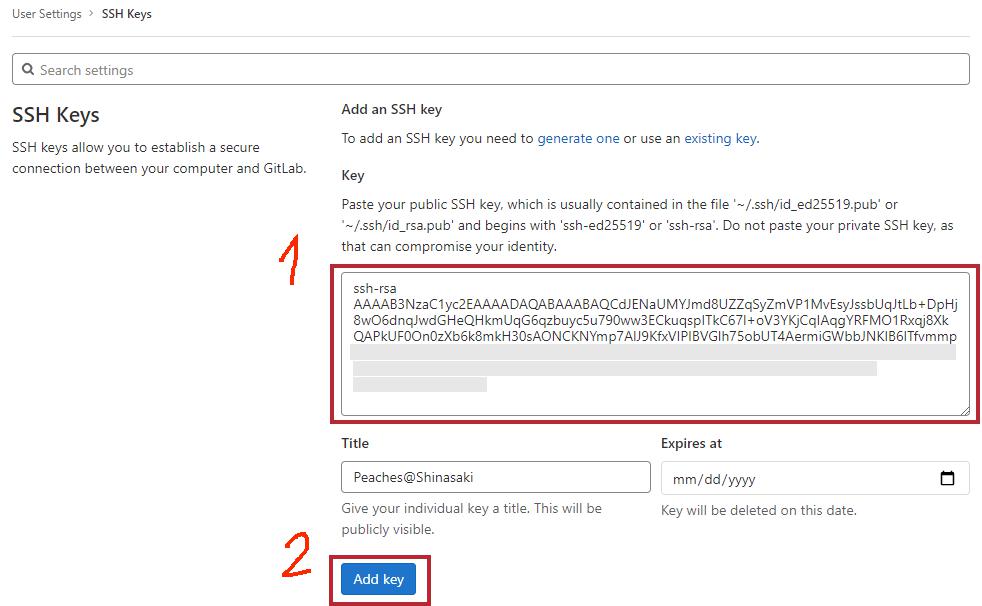 User Settings > SSH Keys
Search settings
SSH Keys
SSH keys allow you to establish a secure
connection between your computer and GitLab.
Add an SSH key
To add an SSH key you need to generate one or use an existing key.
Key
Paste your public SSH key, which is usually contained in the file '~/.ssh/id_ed25519.pub' or
'~/.ssh/id_rsa.pub' and begins with 'ssh-ed25519' or 'ssh-rsa'. Do not paste your private SSH key, as
that can compromise your identity.
1
ssh-rsa
AAAAB3NzaC1yc2EAAAADAQABAAABAQCdJENaUMYJmd8UZZqSyZmVP1MvEsyJssbUqJtLb+DpHj
Title
Peaches@Shinasaki
Give your individual key a title. This will be
publicly visible.
Expires at
mm/dd/yyyy
Key will be deleted on this date.
2
Add key